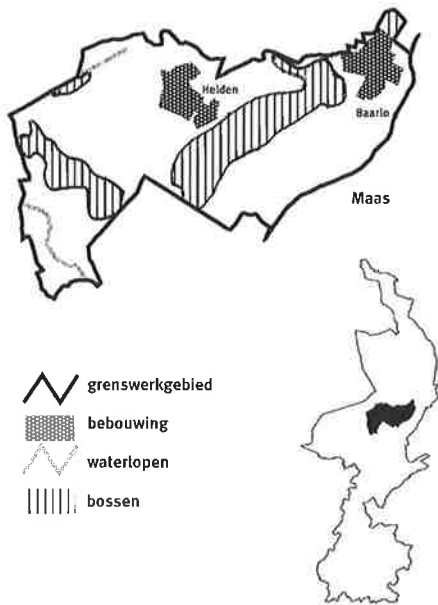 Helden
Baarlo
Maas
grenswerkgebied
bebouwing
waterlopen
bossen